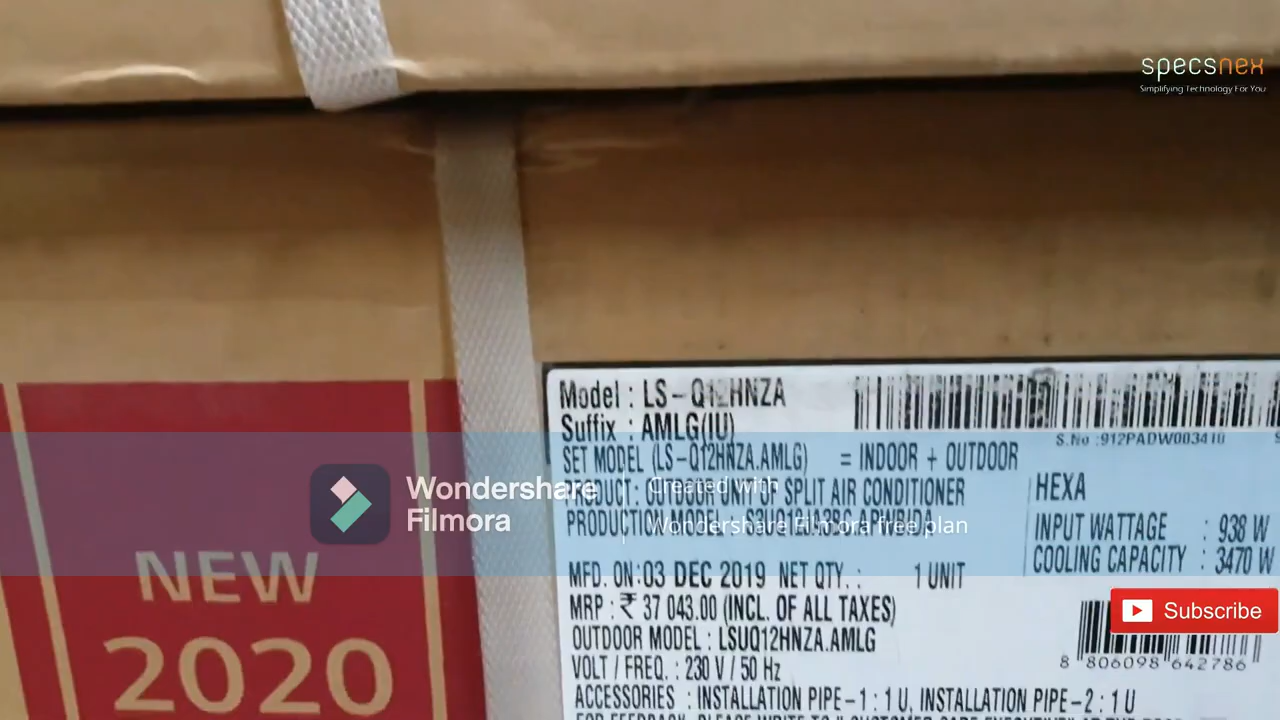 specsnex
Simplifying Technology For You
Model : LS-Q12HNZA
Suffix : AMLG(IU)
S.No :912PADW003410
SET MODEL (LS-Q12HNZA.AMLG) = INDOOR + OUTDOOR
PRODUCT : OUTDOOR UNIT OF SPLIT AIR CONDITIONER
HEXA
PRODUCTION MODEL :
INPUT WATTAGE : 938 W
COOLING CAPACITY : 3470 W
Wondershare
Filmora
Created with
Wondershare Filmora free plan
MFD. ON:03 DEC 2019 NET QTY. : 1 UNIT
MRP : ₹ 37 043.00 (INCL. OF ALL TAXES)
OUTDOOR MODEL : LSUQ12HNZA.AMLG
VOLT / FREQ. : 230 V / 50 Hz
ACCESSORIES : INSTALLATION PIPE-1 : 1 U, INSTALLATION PIPE-2 : 1 U
Subscribe
8 806098 642786
NEW
2020